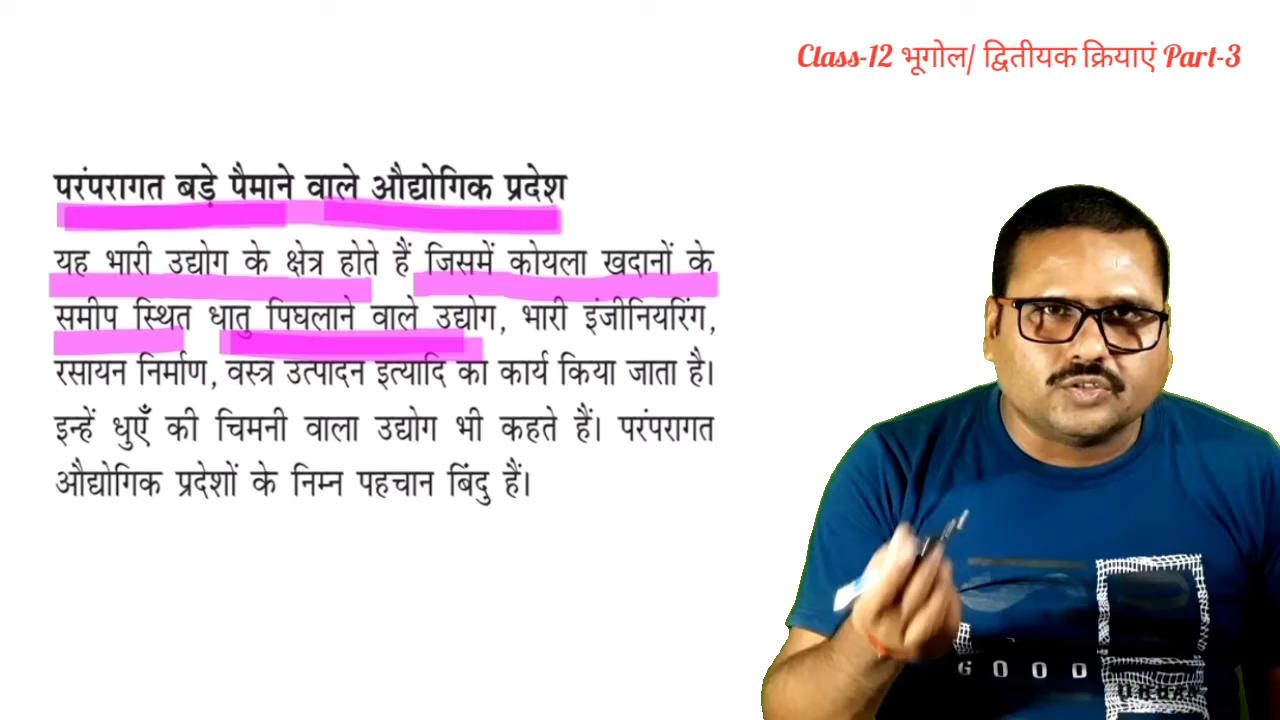 Class-12 भूगोल/ द्वितीयक क्रियाएं Part-3
परंपरागत बड़े पैमाने वाले औद्योगिक प्रदेश
यह भारी उद्योग के क्षेत्र होते हैं जिसमें कोयला खदानों के
समीप स्थित धातु पिघलाने वाले उद्योग, भारी इंजीनियरिंग,
रसायन निर्माण, वस्त्र उत्पादन इत्यादि का कार्य किया जाता है।
इन्हें धुएँ की चिमनी वाला उद्योग भी कहते हैं। परंपरागत
औद्योगिक प्रदेशों के निम्न पहचान बिंदु हैं।
GOOD